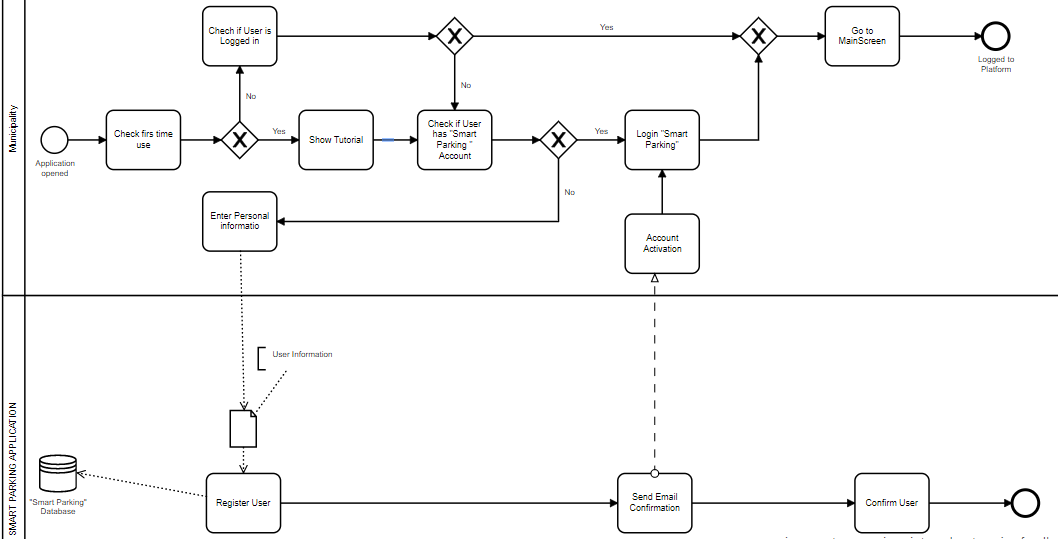 Chech if User is
Logged in
Yes
Go to
MainScreen
Logged to
Platform
No
No
Municipality
Application
opened
Check firs time
use
Yes
Show Tutorial
Check if User
has "Smart
Parking "
Account
Yes
Login "Smart
Parking"
No
Enter Personal
informatio
Account
Activation
User Information
SMART PARKING APPLICATION
"Smart Parking"
Database
Register User
Send Email
Confirmation
Confirm User